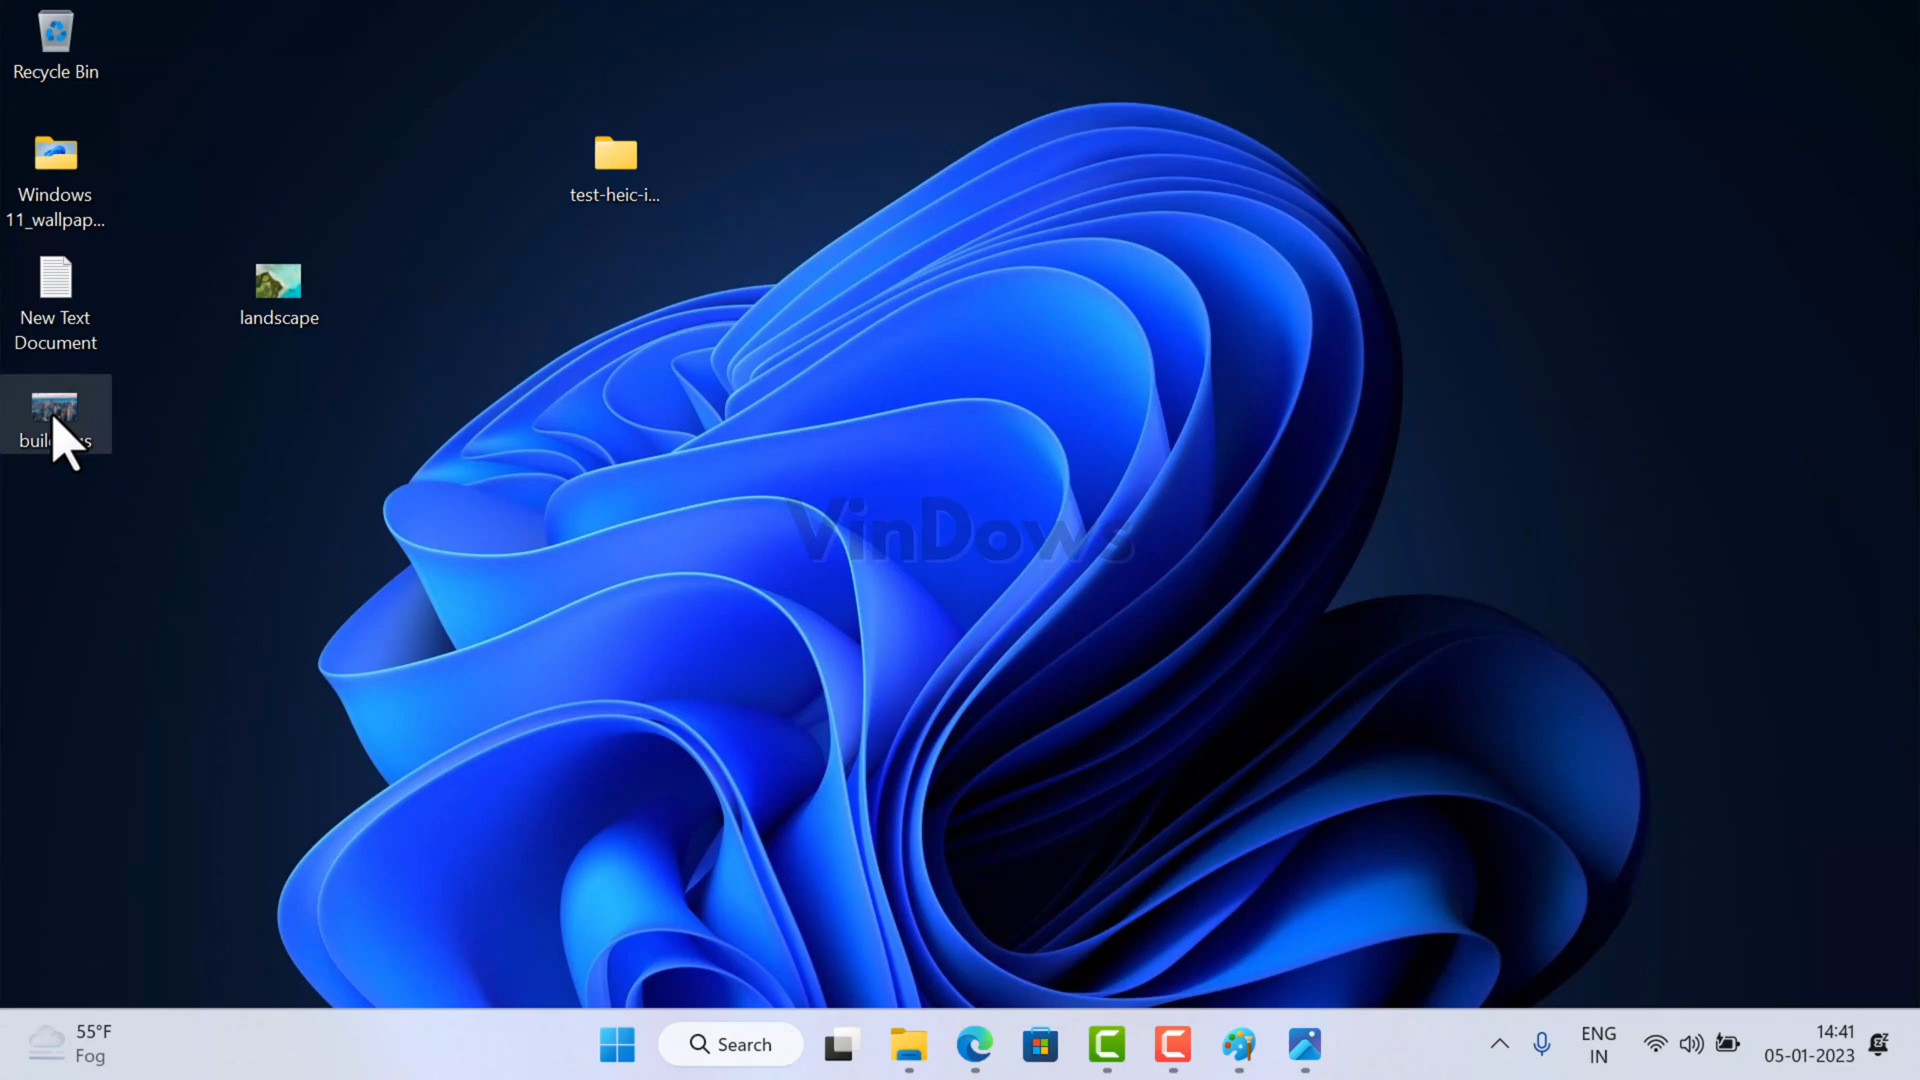 Recycle Bin
Windows
11_wallpap...
test-heic-i...
New Text
Document
landscape
VinDows
55°F
Fog
Search
ENG
IN
14:41
05-01-2023